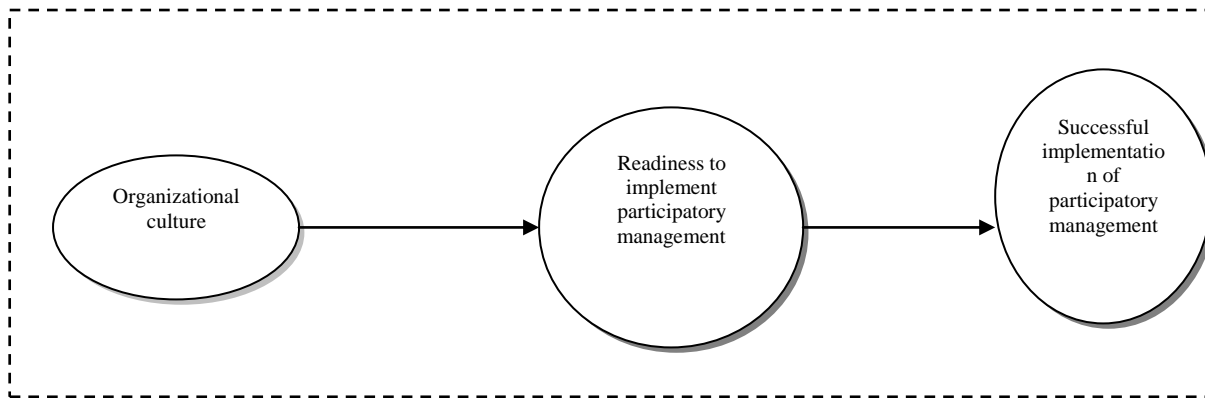 Organizational
culture
Readiness to
implement
participatory
management
Successful
implementatio
n of
participatory
management